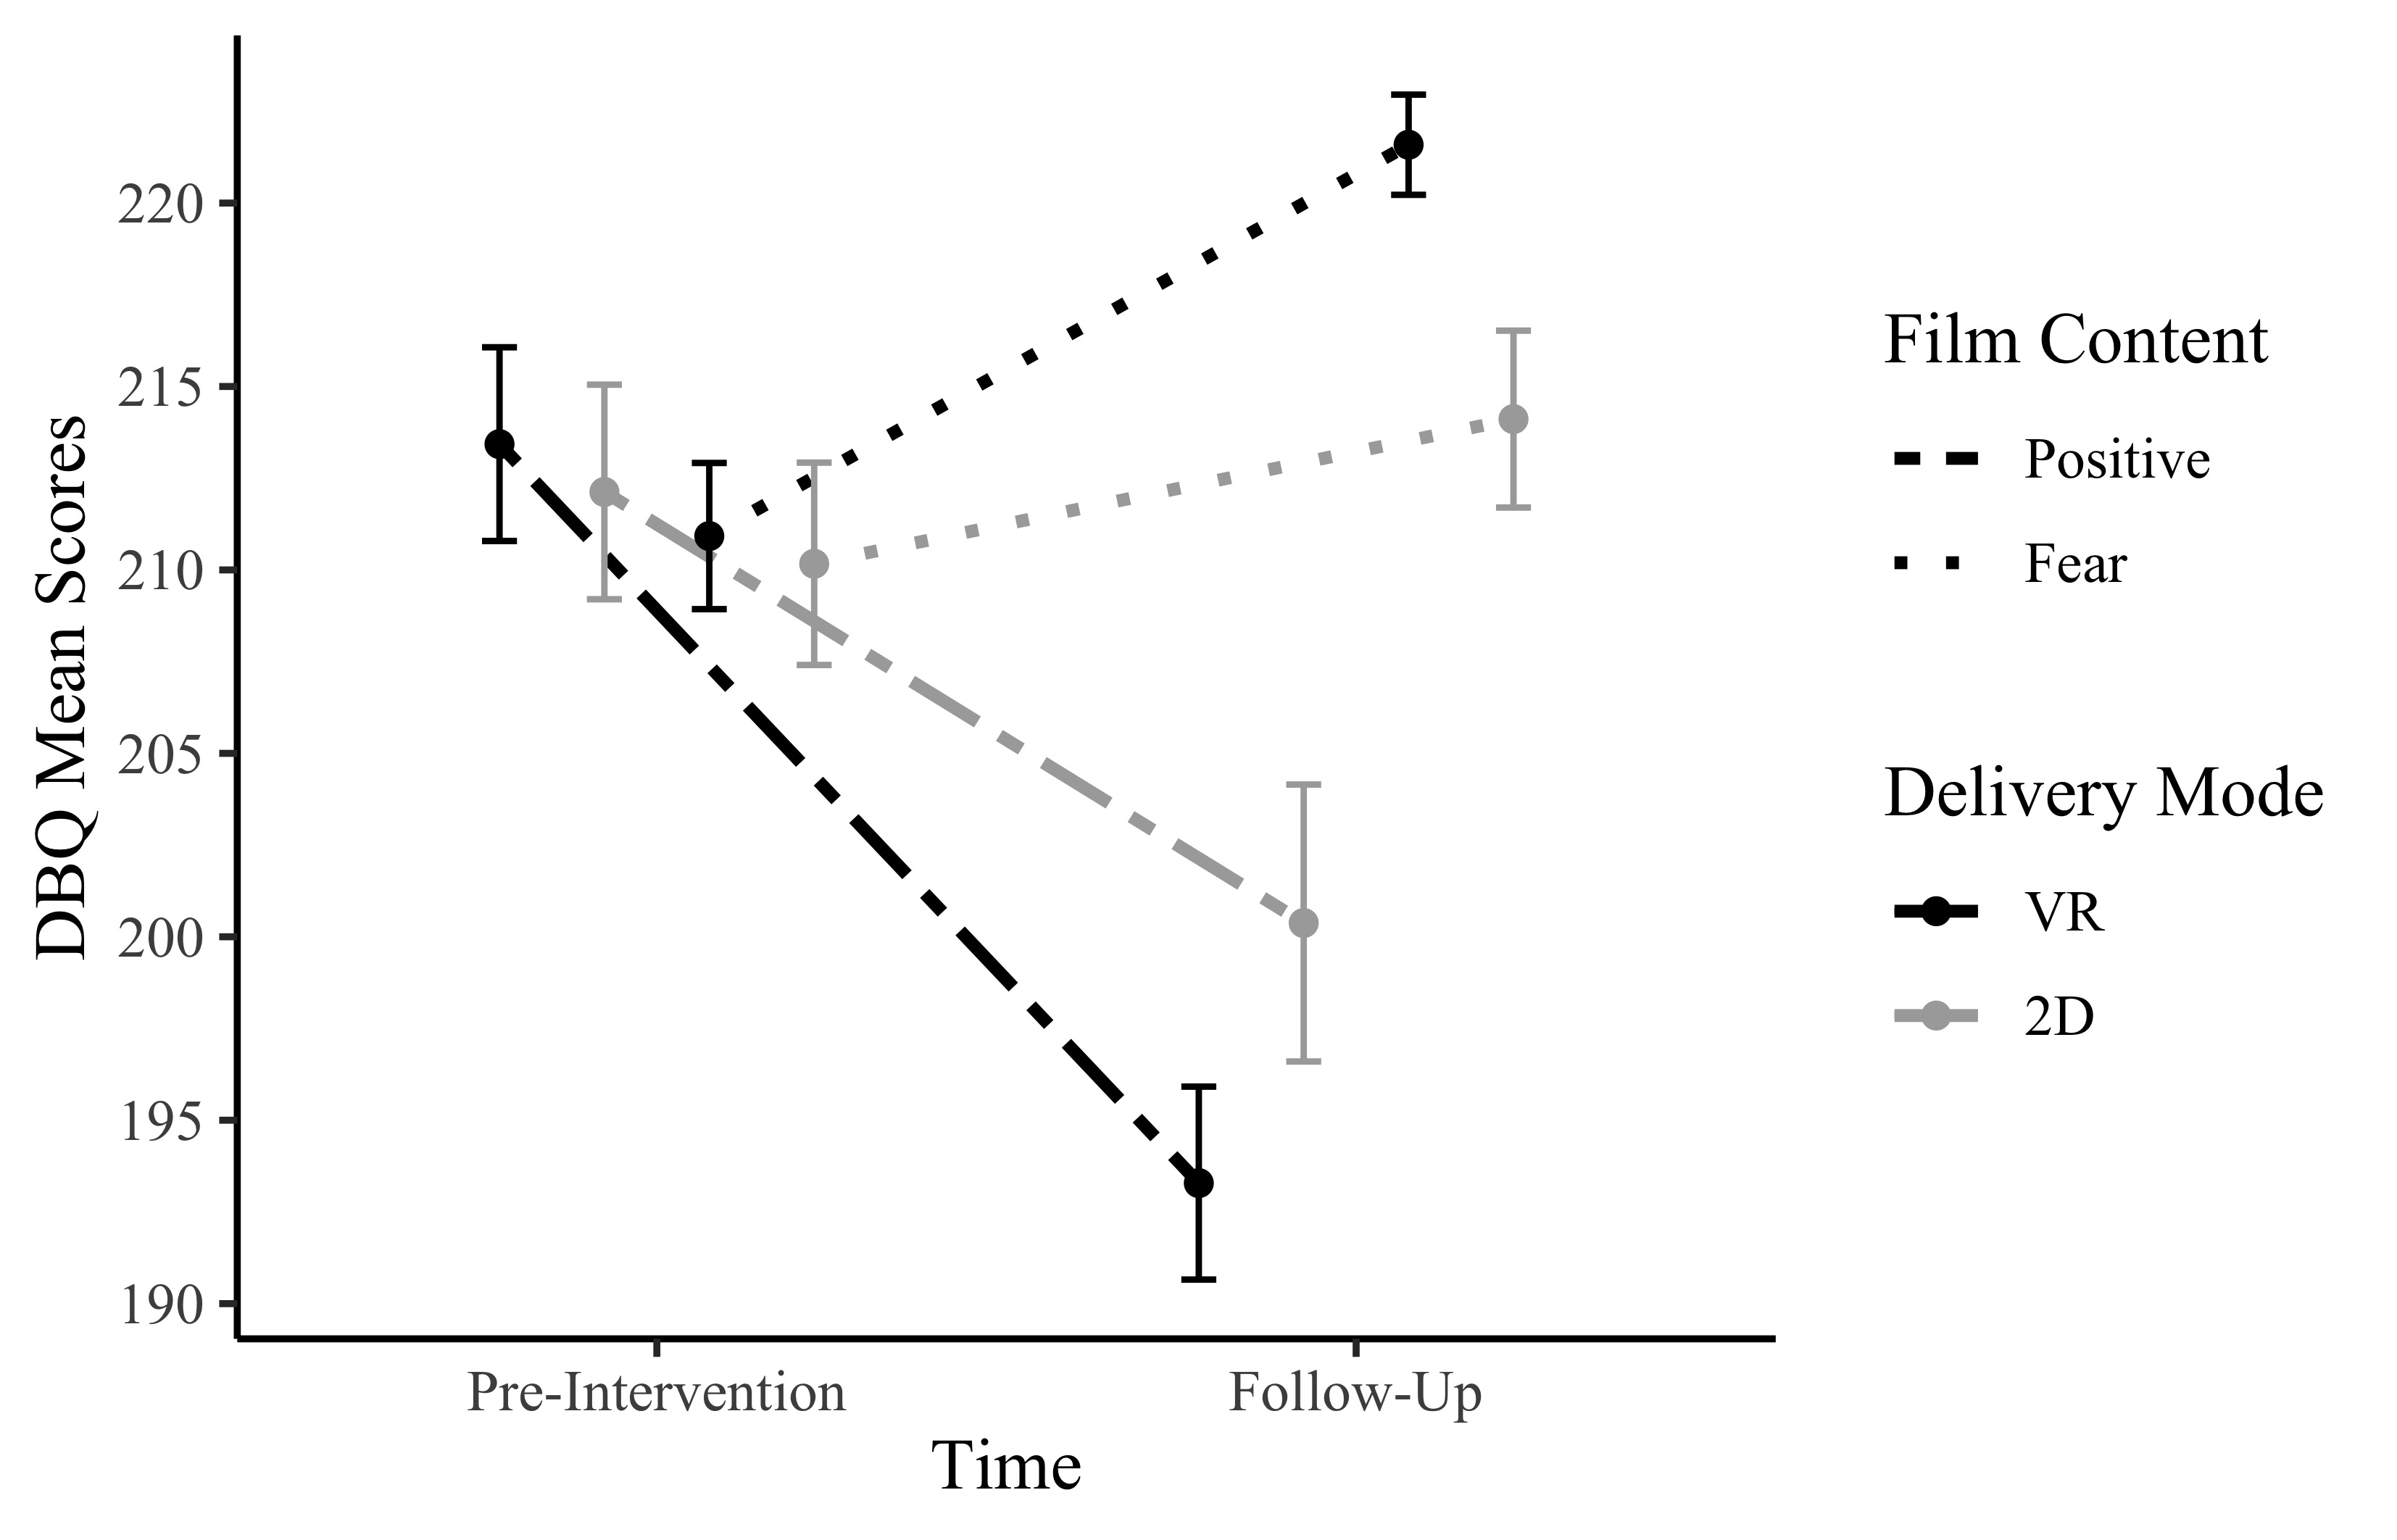 DBQ Mean Scores
220
215
210
205
200
195
190
Pre-Intervention
Follow-Up
Time
Film Content
Positive
Fear
Delivery Mode
VR
2D